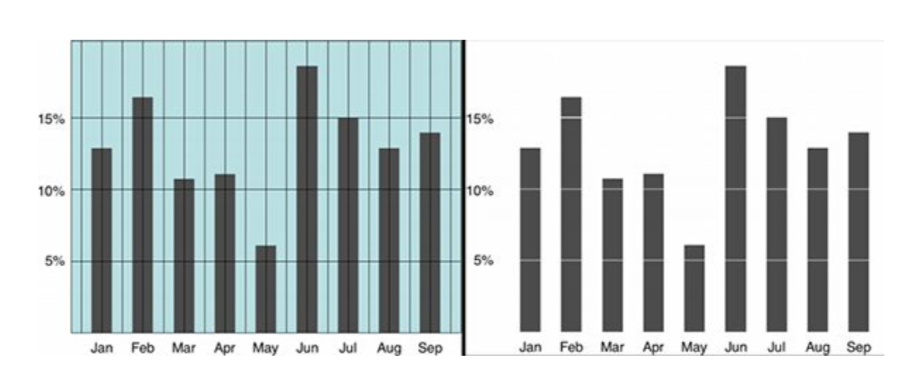 15% 15%
10% 10%
5% 5%
Jan Feb Mar Apr May Jun Jul Aug Sep Jan Feb Mar Apr May Jun Jul Aug Sep